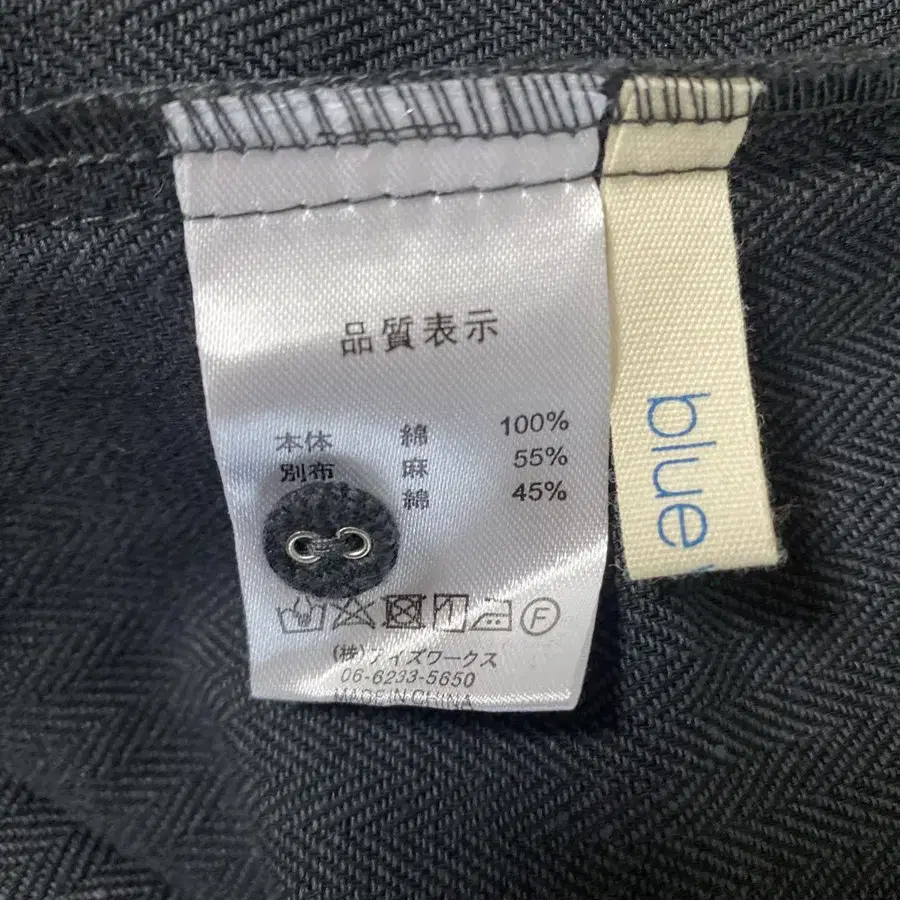 品質表示
本体 綿 100%
別布 麻 55%
綿 45%
F
(株)アイズワークス
06-6233-5650
MADE IN CHINA
blue